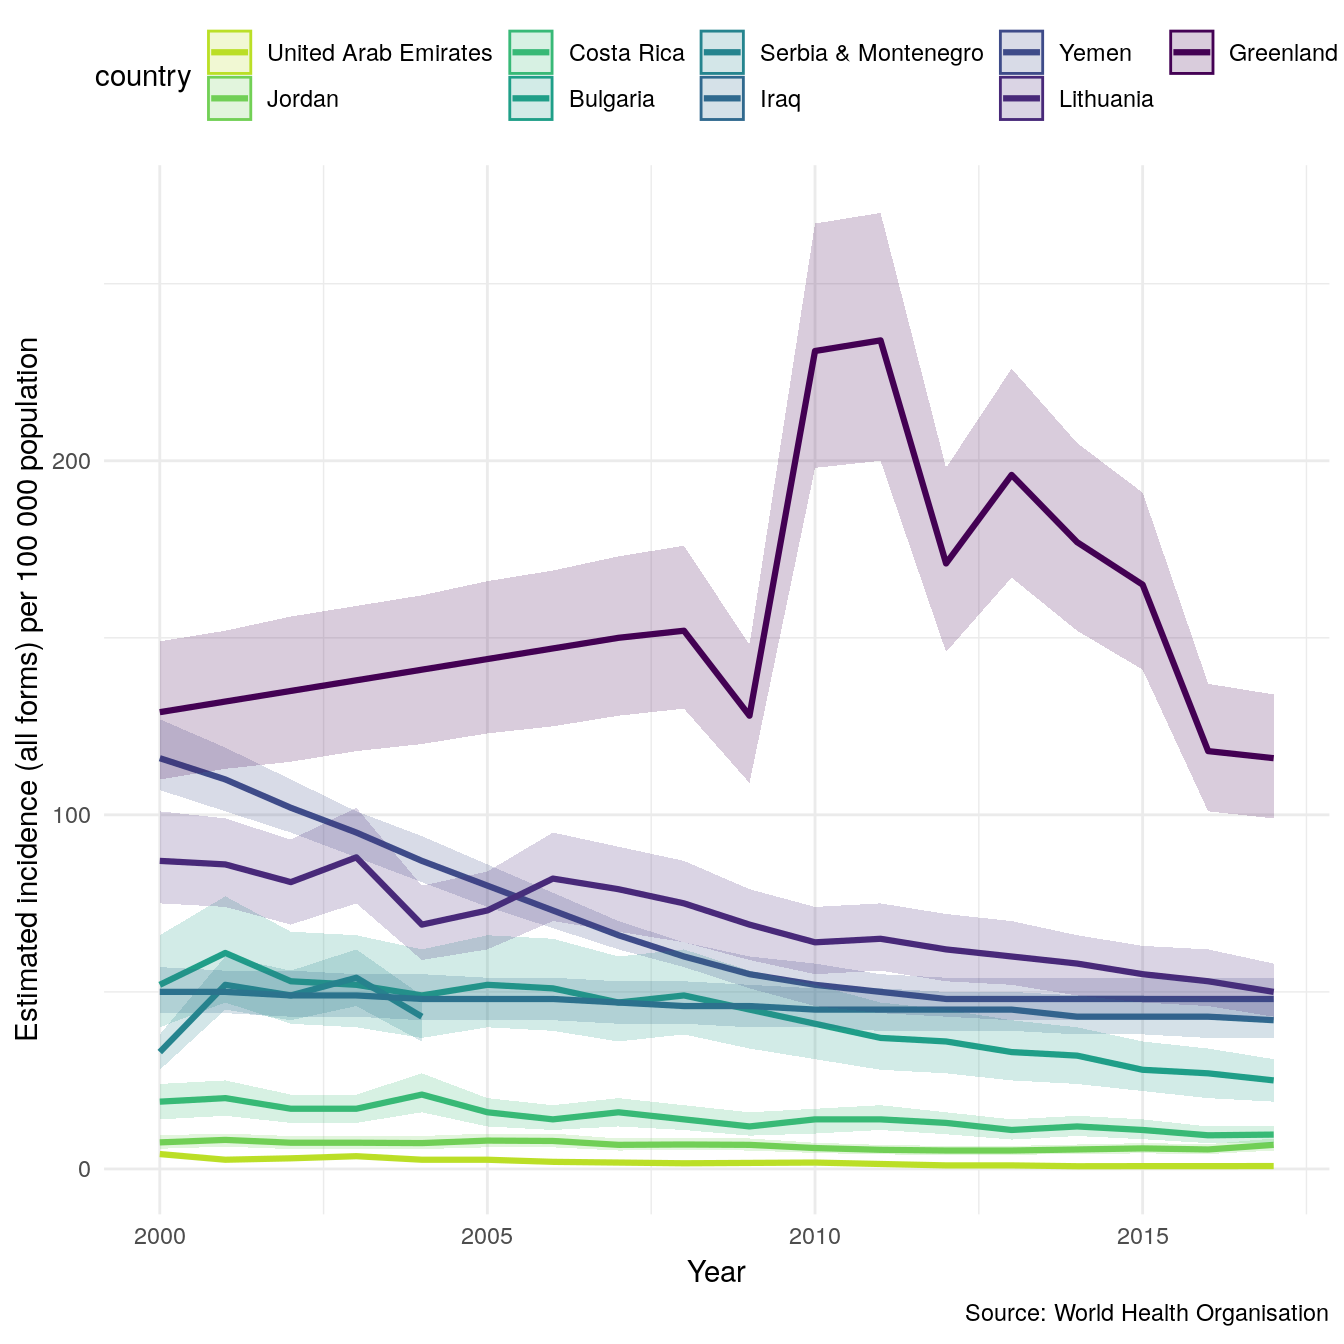 country
United Arab Emirates
Costa Rica
Serbia & Montenegro
Yemen
Greenland
Jordan
Bulgaria
Iraq
Lithuania
Estimated incidence (all forms) per 100 000 population
200
100
0
2000
2005
2010
2015
Year
Source: World Health Organisation